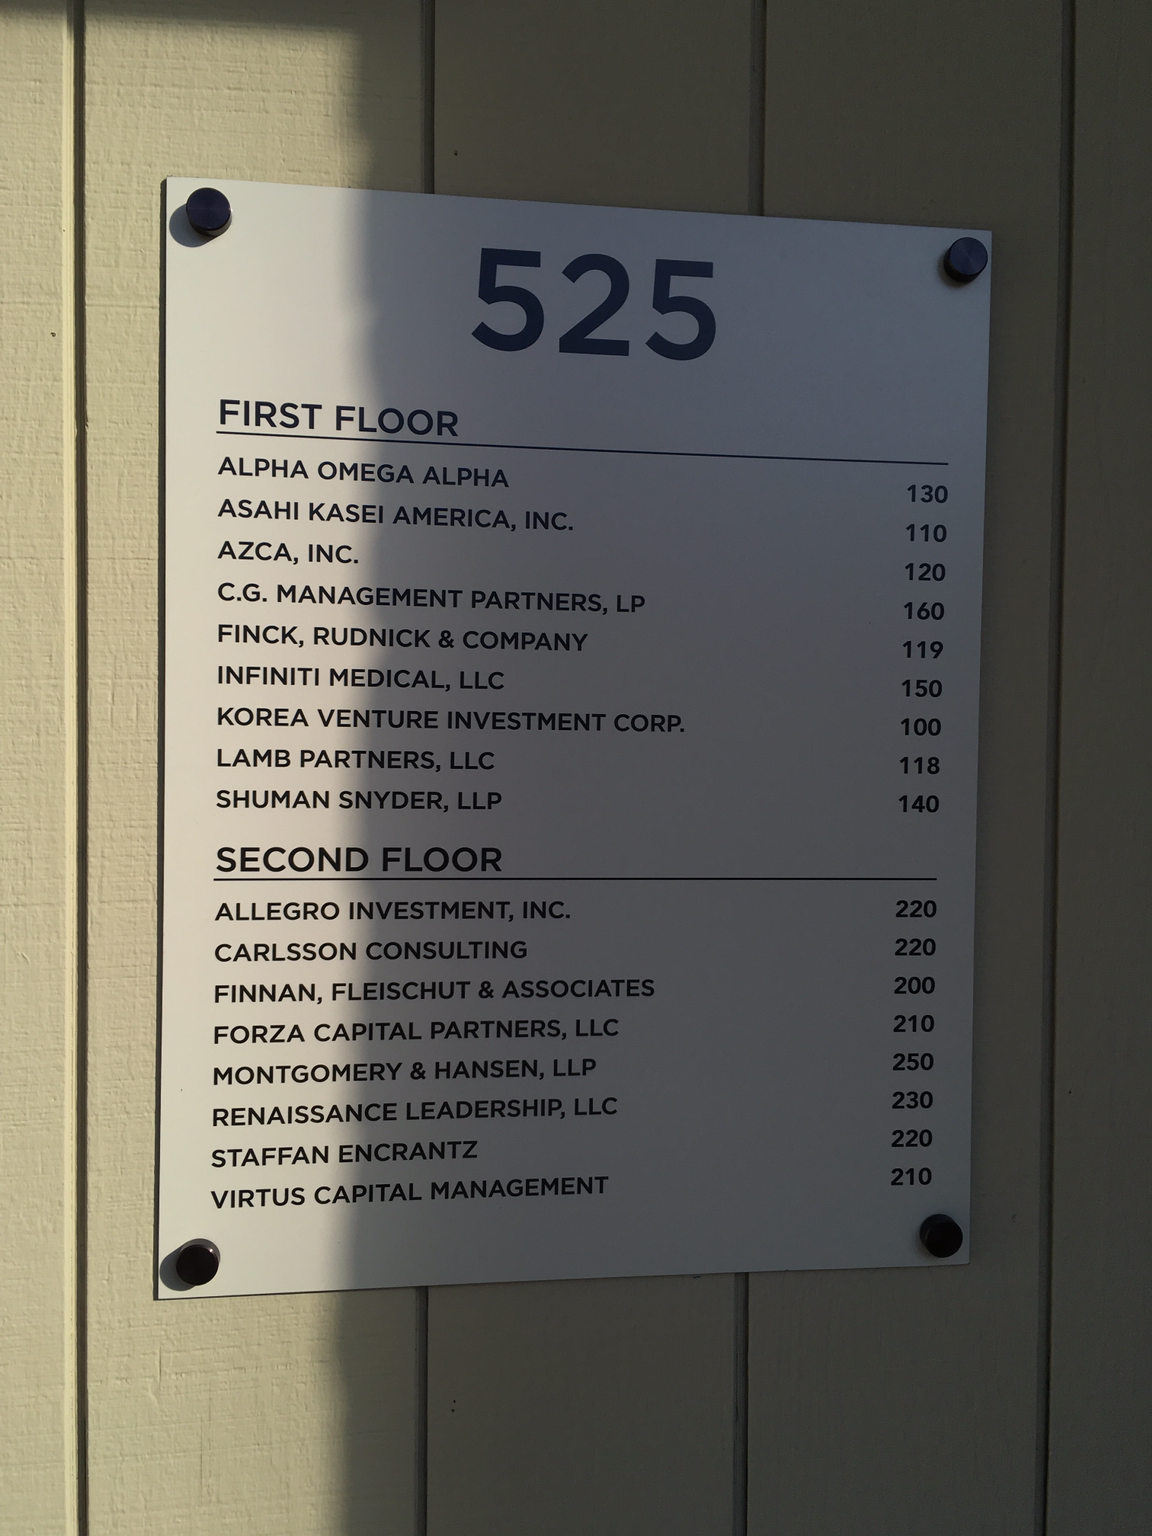 525
FIRST FLOOR
ALPHA OMEGA ALPHA 130
ASAHI KASEI AMERICA, INC. 110
AZCA, INC. 120
C.G. MANAGEMENT PARTNERS, LP 160
FINCK, RUDNICK & COMPANY 119
INFINITI MEDICAL, LLC 150
KOREA VENTURE INVESTMENT CORP. 100
LAMB PARTNERS, LLC 118
SHUMAN SNYDER, LLP 140
SECOND FLOOR
ALLEGRO INVESTMENT, INC. 220
CARLSSON CONSULTING 220
FINNAN, FLEISCHUT & ASSOCIATES 200
FORZA CAPITAL PARTNERS, LLC 210
MONTGOMERY & HANSEN, LLP 250
RENAISSANCE LEADERSHIP, LLC 230
STAFFAN ENCRANTZ 220
VIRTUS CAPITAL MANAGEMENT 210